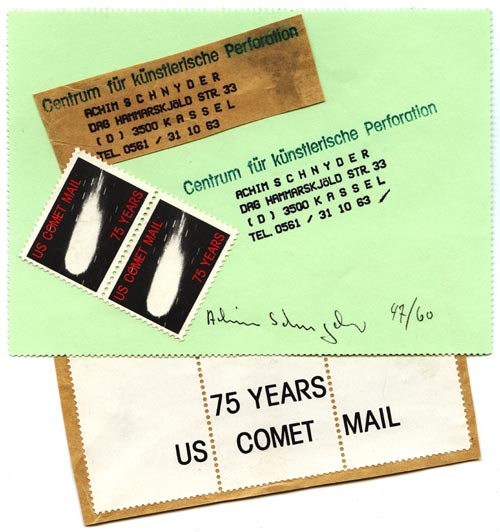 Centrum für künstlerische Perforation
ACHIM SCHNYDER
DAG HAMMARSKJÖLD STR. 33
(D) 3500 KASSEL
TEL. 0561 / 31 10 63
Centrum für künstlerische Perforation
ACHIM SCHNYDER
DAG HAMMARSKJÖLD STR. 33
(D) 3500 KASSEL
TEL. 0561 / 31 10 63
US COMET MAIL
75 YEARS
US COMET MAIL
75 YEARS
Achim 47/60
75 YEARS
US COMET MAIL